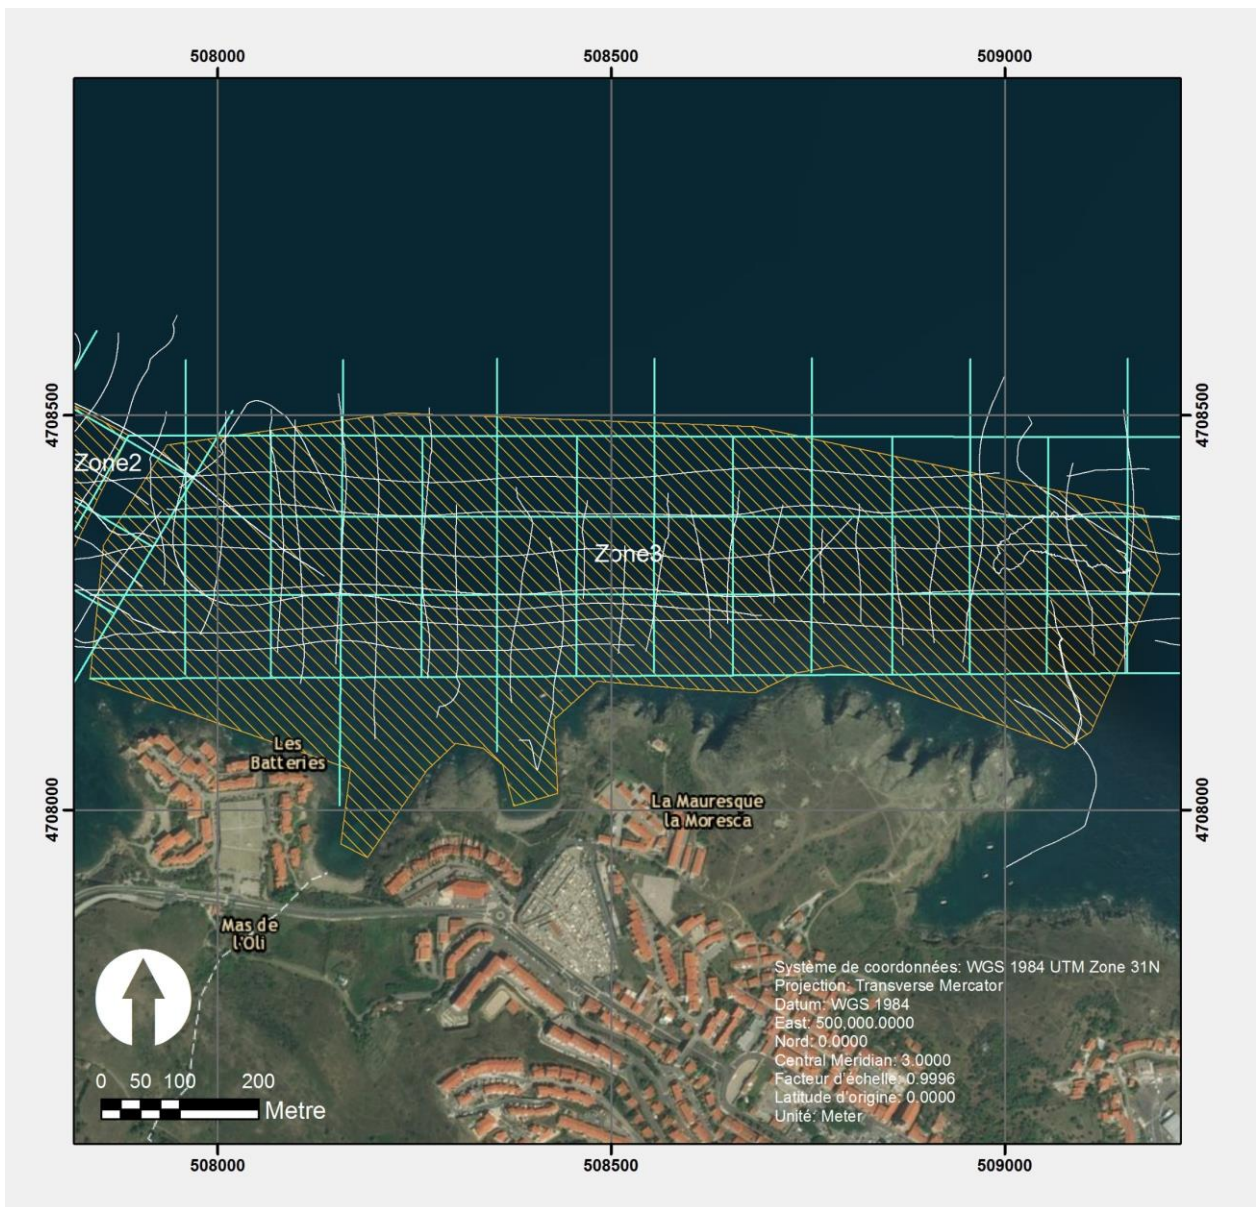 508000
508500
509000
4708500
4708500
Zone2
Zone3
Les
Batteries
La Mauresque
la Moresca
4708000
4708000
Mas de
l'Oli
Système de coordonnées: WGS 1984 UTM Zone 31N
Projection: Transverse Mercator
Datum: WGS 1984
East: 500,000.0000
Nord: 0.0000
Central Meridian: 3.0000
Facteur d'échelle: 0.9996
Latitude d'origine: 0.0000
Unité: Meter
0 50 100 200
Metre
508000
508500
509000